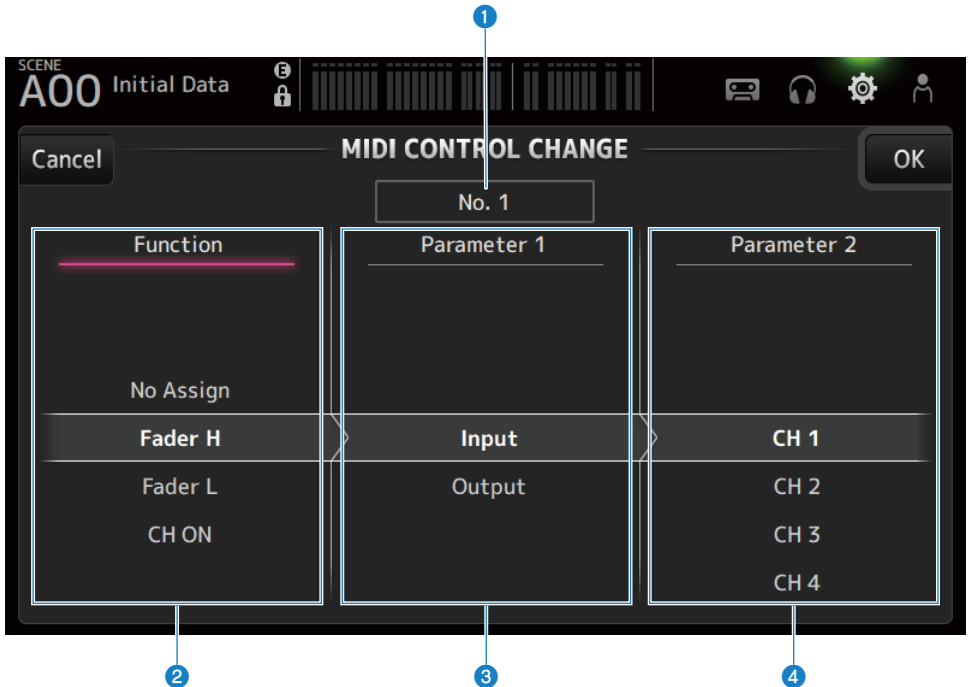 1
SCENE
A00 Initial Data
E
Cancel
MIDI CONTROL CHANGE
OK
No. 1
Function
Parameter 1
Parameter 2
No Assign
Fader H
Input
CH 1
Fader L
Output
CH 2
CH ON
CH 3
CH 4
2
3
4